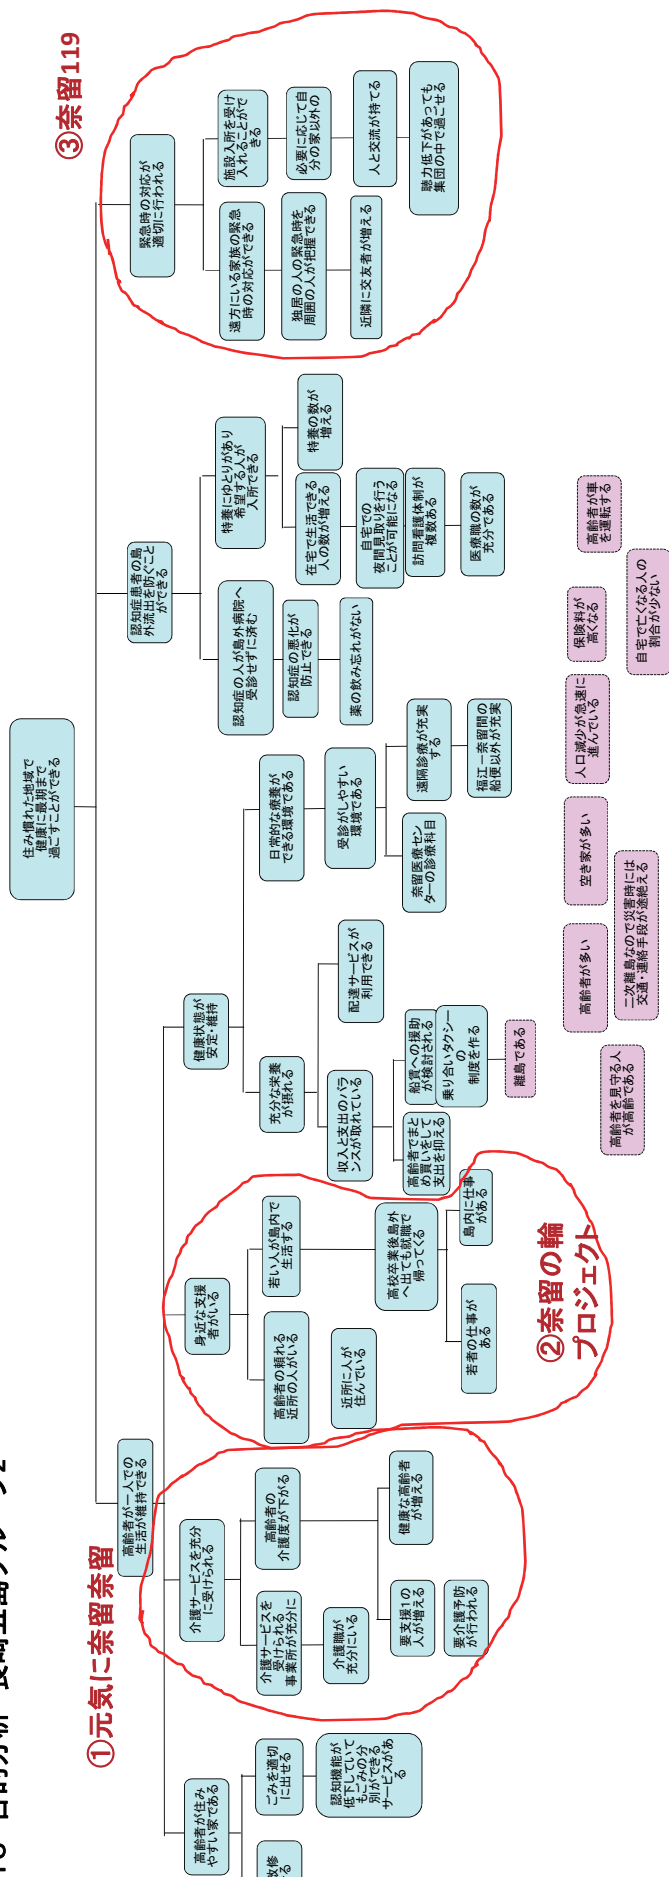 目的分析
住み慣れた地域で
健康に最期まで
過ごすことができる
高齢者が一人での
生活が維持できる
認知症患者の島
外流出を防ぐこと
ができる
緊急時の対応が
適切に行われる
③奈留119
①元気に奈留奈留
②奈留の輪
プロジェクト
高齢者が住み
やすい家である
介護サービスを充分
に受けられる
身近な支援
者がいる
健康状態が
安定・維持
ごみを適切
に出せる
認知機能が
低下していて
もごみの分
別ができる
サービスがあ
る
介護サービスを
受けられる
事業所が充分に
高齢者の
介護度が下がる
介護職が
充分にいる
要支援1の
人が増える
健康な高齢者
が増える
要介護予防
が行われる
高齢者の頼れる
近所の人がいる
若い人が島内で
生活する
近所に人が
住んでいる
高校卒業後島外
へ出ても就職で
帰ってくる
若者の仕事が
ある
島内に仕事
がある
充分な栄養
が摂れる
日常的な療養が
できる環境である
収入と支出のバラ
ンスが取れている
配達サービスが
利用できる
高齢者でまと
め買いをして
支出を抑える
船賃への援助
が検討される
乗り合いタクシー
の
制度を作る
離島である
受診がしやすい
環境である
奈留医療セン
ターの診療科目
遠隔診療が充実
する
福江ー奈留間の
船便以外が充実
認知症の人が島外病院へ
受診せずに済む
特養にゆとりがあり
希望する人が
入所できる
認知症の悪化が
防止できる
薬の飲み忘れがない
在宅で生活できる
人の数が増える
特養の数が
増える
自宅での
夜間見取りを行う
ことが可能になる
訪問看護体制が
複数ある
医療職の数が
充分である
遠方にいる家族の緊急
時の対応ができる
施設入所を受け
入れることがで
きる
独居の人の緊急時を
周囲の人が把握できる
必要に応じて自
分の家以外の
近隣に交友者が増える
人と交流が持てる
聴力低下があっても
集団の中で過ごせる
高齢者を見守る人
が高齢である
高齢者が多い
二次離島なので災害時には
交通・連絡手段が途絶える
空き家が多い
人口減少が急速に
進んでいる
保険料が
高くなる
自宅で亡くなる人の
割合が少ない
高齢者が車
を運転する